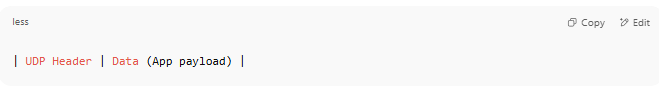 less Copy Edit
| UDP Header | Data (App payload) |